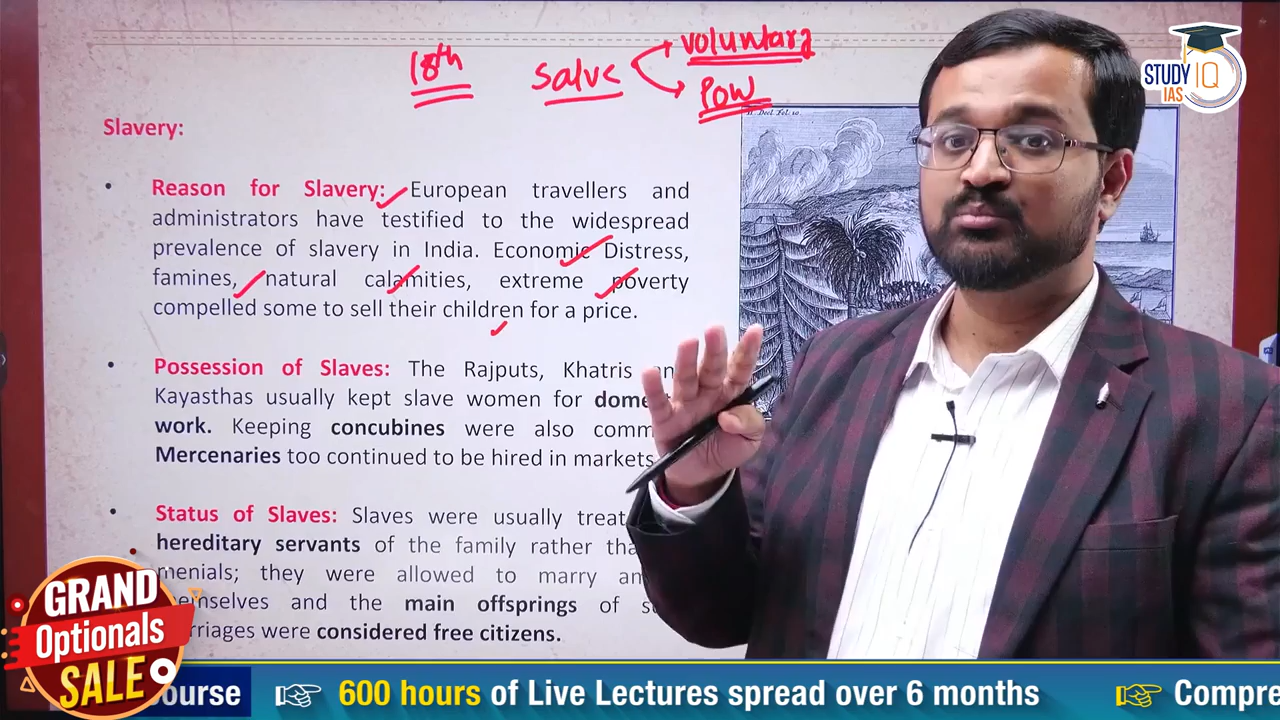 18th
salve
voluntary
POW
STUDY IQ
IAS
Slavery:
• Reason for Slavery: European travellers and
administrators have testified to the widespread
prevalence of slavery in India. Economic Distress,
famines, natural calamities, extreme poverty
compelled some to sell their children for a price.
• Possession of Slaves: The Rajputs, Khatris
Kayasthas usually kept slave women for
work. Keeping concubines were also
Mercenaries too continued to be hired in markets
• Status of Slaves: Slaves were usually
hereditary servants of the family rather
menials; they were allowed to marry
themselves and the main offsprings of
were considered free citizens.
GRAND
Optionals
SALE
600 hours of Live Lectures spread over 6 months